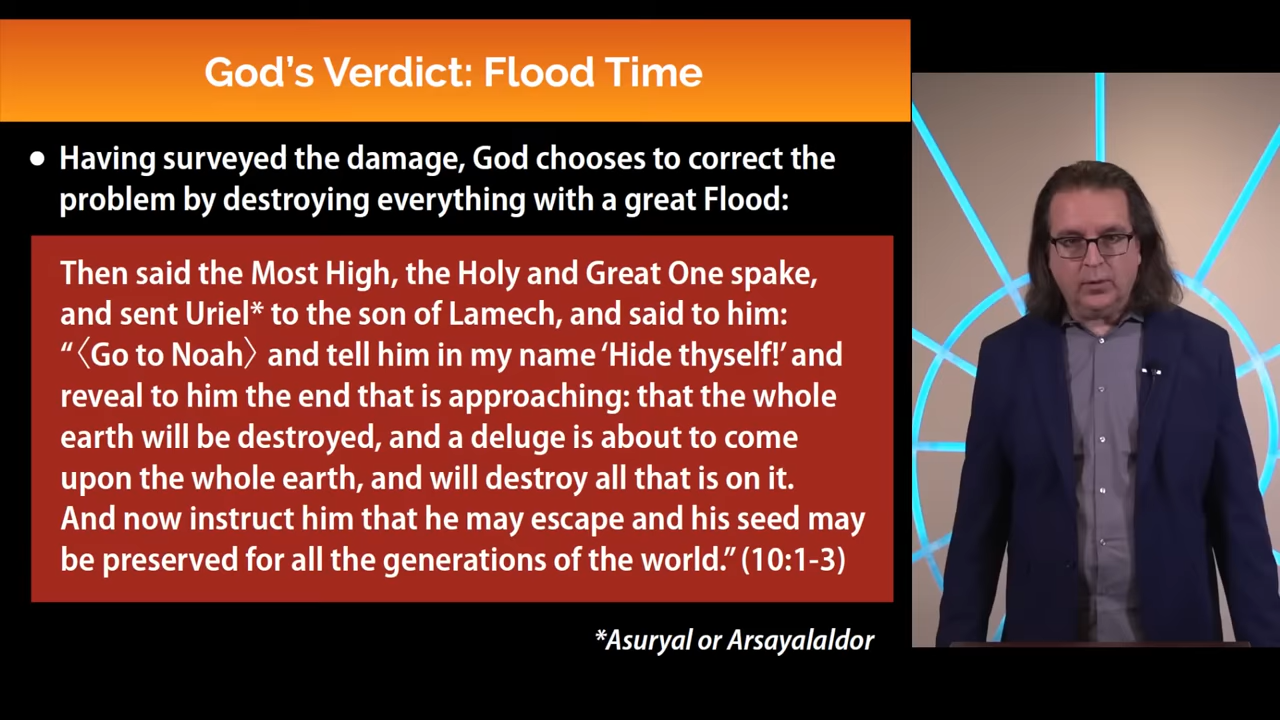 God's Verdict: Flood Time
● Having surveyed the damage, God chooses to correct the
problem by destroying everything with a great Flood:
Then said the Most High, the Holy and Great One spake,
and sent Uriel* to the son of Lamech, and said to him:
“〈Go to Noah〉 and tell him in my name ‘Hide thyself!’ and
reveal to him the end that is approaching: that the whole
earth will be destroyed, and a deluge is about to come
upon the whole earth, and will destroy all that is on it.
And now instruct him that he may escape and his seed may
be preserved for all the generations of the world.” (10:1-3)
*Asuryal or Arsayalaldor